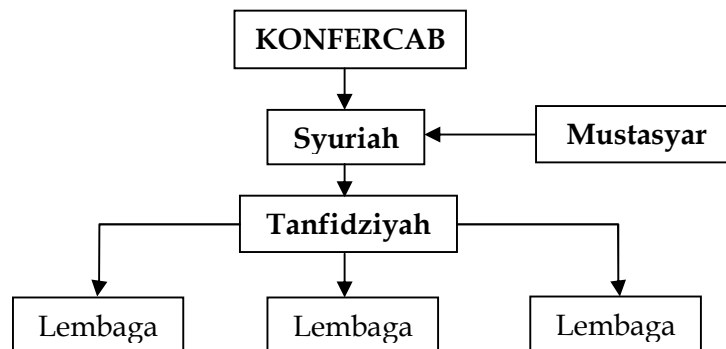 KONFERCAB
Syuriah
Mustasyar
Tanfidziyah
Lembaga
Lembaga
Lembaga